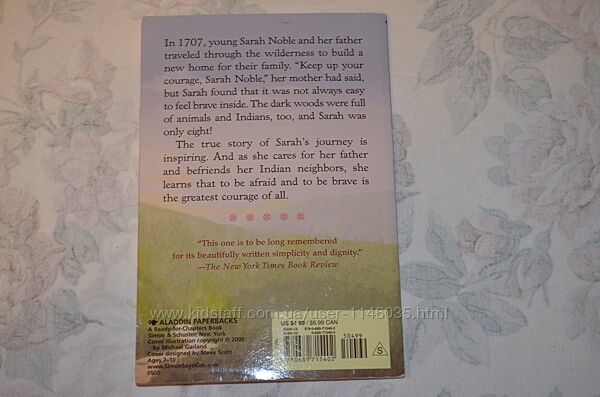 In 1707, young Sarah Noble and her father
traveled through the wilderness to build a
new home for their family. “Keep up your
courage, Sarah Noble,” her mother had said,
but Sarah found that it was not always easy
to feel brave inside. The dark woods were full
of animals and Indians, too, and Sarah was
only eight!
The true story of Sarah’s journey is
inspiring. And as she cares for her father
and befriends her Indian neighbors, she
learns that to be afraid and to be brave is
the greatest courage of all.
“This one is to be long remembered
for its beautifully written simplicity and dignity.”
—The New York Times Book Review
www.kidstaff.com.ua/user-1146035.html
ALADDIN PAPERBACKS
A Ready-for-Chapters Book
Simon & Schuster, New York
Cover illustration copyright © 2000
by Michael Garland
Cover designed by Steve Scott
Ages 7–10
www.SimonSaysKids.com
0500
US $ / $6.99 CAN
50499
780689715402
S